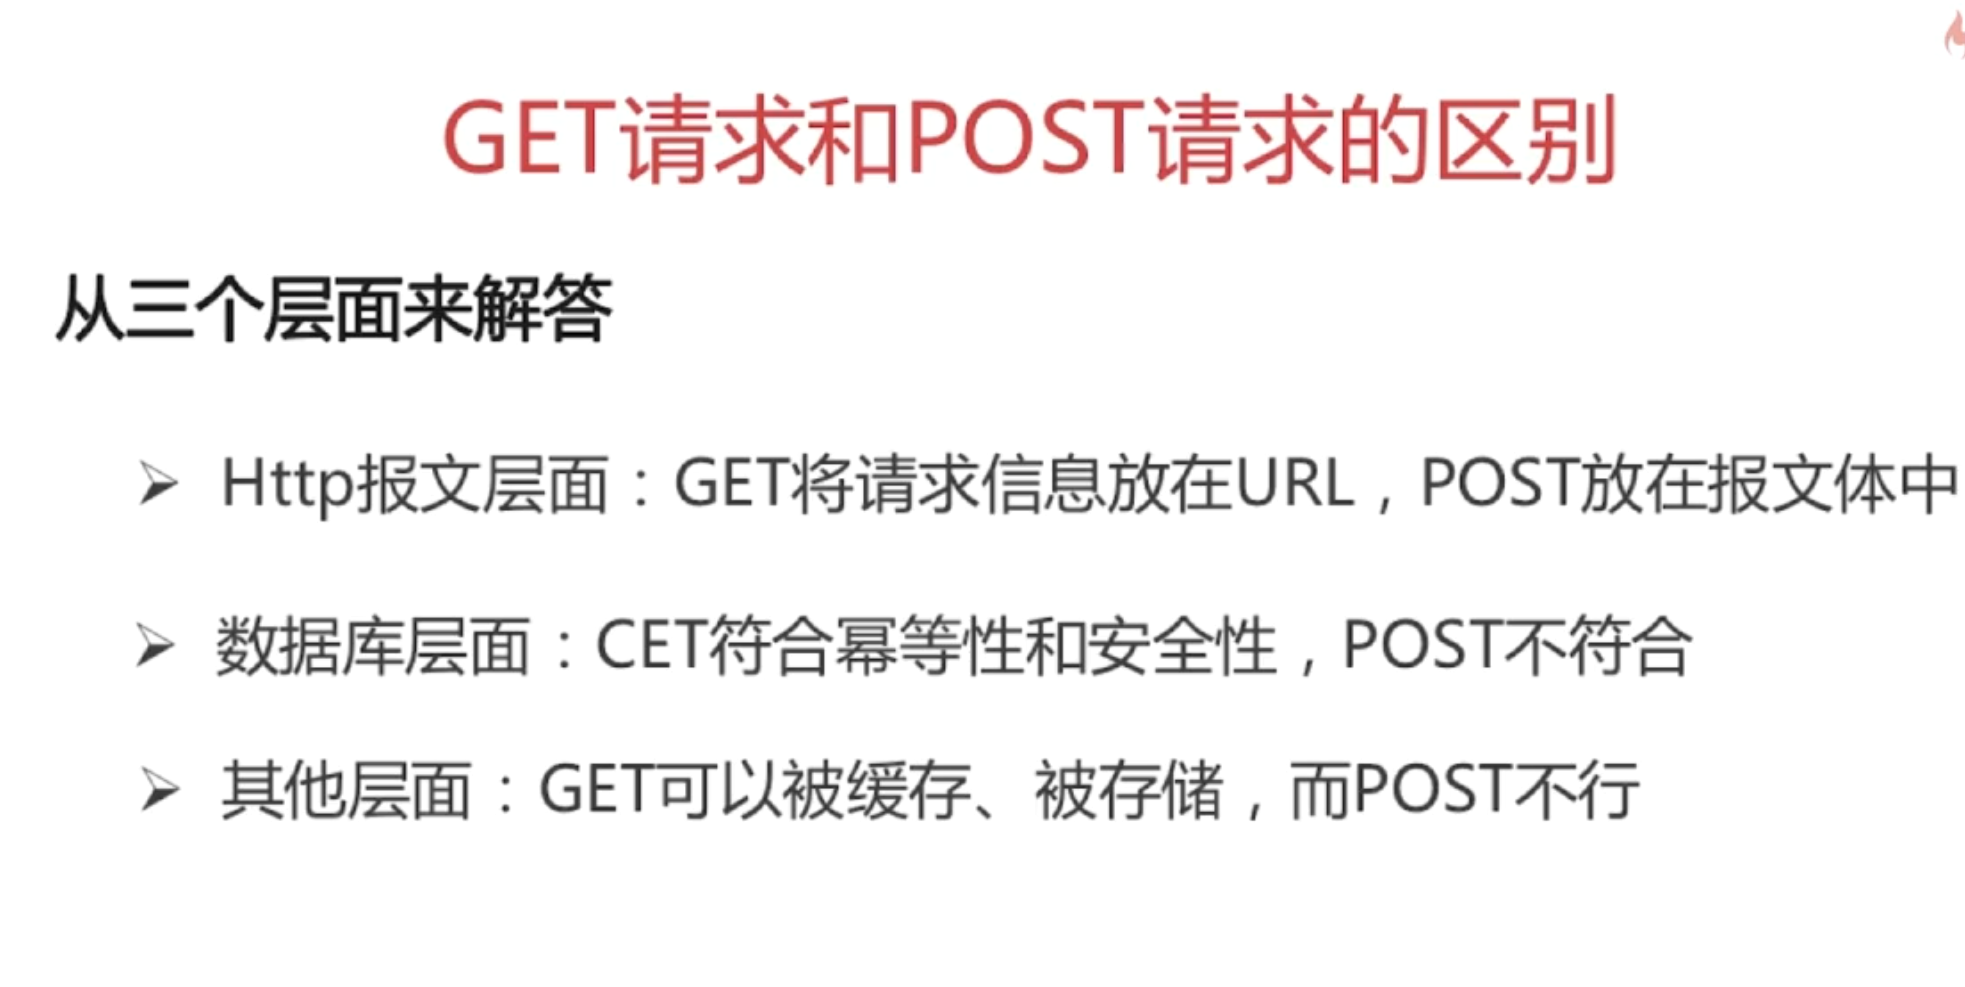 GET请求和POST请求的区别
从三个层面来解答
Http报文层面：GET将请求信息放在URL，POST放在报文体中
数据库层面：CET符合幂等性和安全性，POST不符合
其他层面：GET可以被缓存、被存储，而POST不行